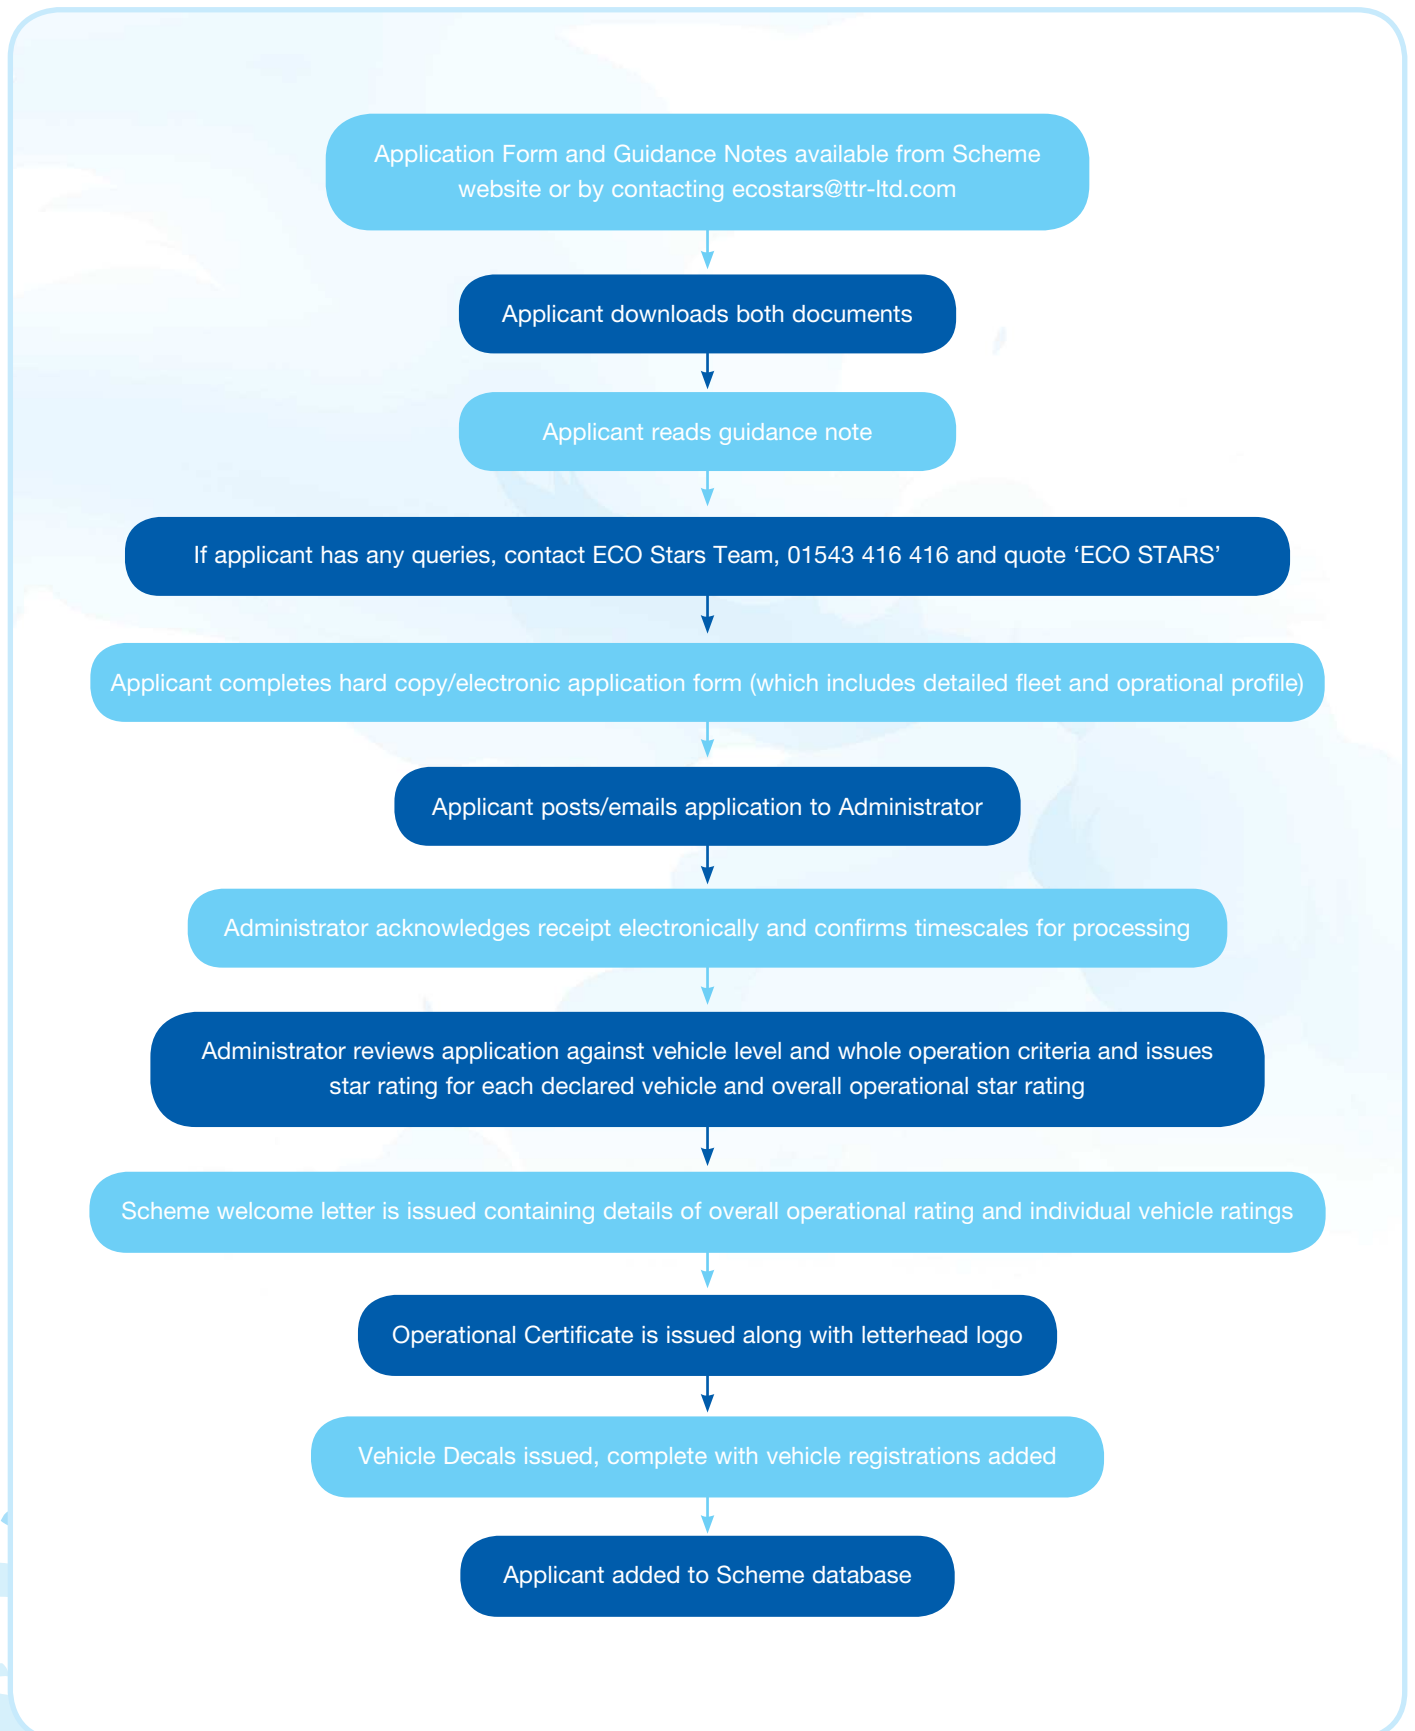 Application Form and Guidance Notes available from Scheme
website or by contacting ecostars@ttr-ltd.com
Applicant downloads both documents
Applicant reads guidance note
If applicant has any queries, contact ECO Stars Team, 01543 416 416 and quote ‘ECO STARS’
Applicant completes hard copy/electronic application form (which includes detailed fleet and oprational profile)
Applicant posts/emails application to Administrator
Administrator acknowledges receipt electronically and confirms timescales for processing
Administrator reviews application against vehicle level and whole operation criteria and issues
star rating for each declared vehicle and overall operational star rating
Scheme welcome letter is issued containing details of overall operational rating and individual vehicle ratings
Operational Certificate is issued along with letterhead logo
Vehicle Decals issued, complete with vehicle registrations added
Applicant added to Scheme database